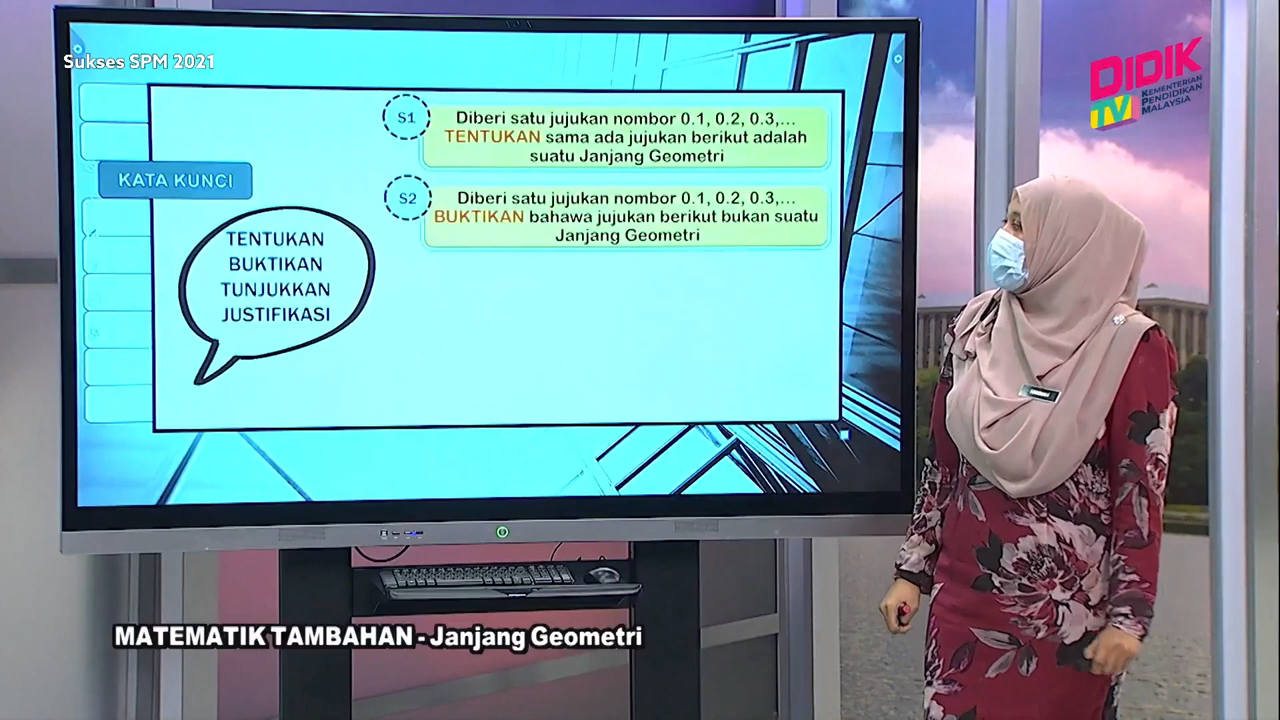 Sukses SPM 2021
DIDIK
TV
KEMENTERIAN
PENDIDIKAN
MALAYSIA
KATA KUNCI
TENTUKAN
BUKTIKAN
TUNJUKKAN
JUSTIFIKASI
S1
Diberi satu jujukan nombor 0.1, 0.2, 0.3,...
TENTUKAN sama ada jujukan berikut adalah
suatu Janjang Geometri
S2
Diberi satu jujukan nombor 0.1, 0.2, 0.3,...
BUKTIKAN bahawa jujukan berikut bukan suatu
Janjang Geometri
MATEMATIK TAMBAHAN - Janjang Geometri